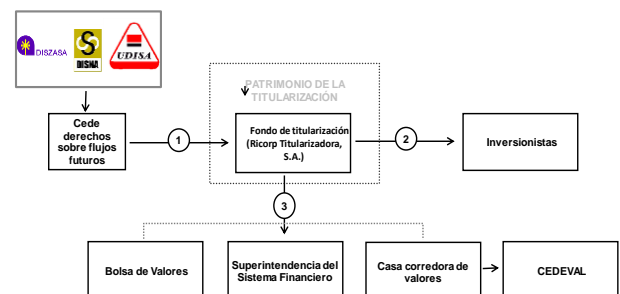 DISZASA
S
DISNA
UDISA
PATRIMONIO DE LA
TITULARIZACIÓN
Cede
derechos
sobre flujos
futuros
1
Fondo de titularización
(Ricorp Titularizadora,
S.A.)
2
Inversionistas
3
Bolsa de Valores
Superintendencia del
Sistema Financiero
Casa corredora de
valores
CEDEVAL